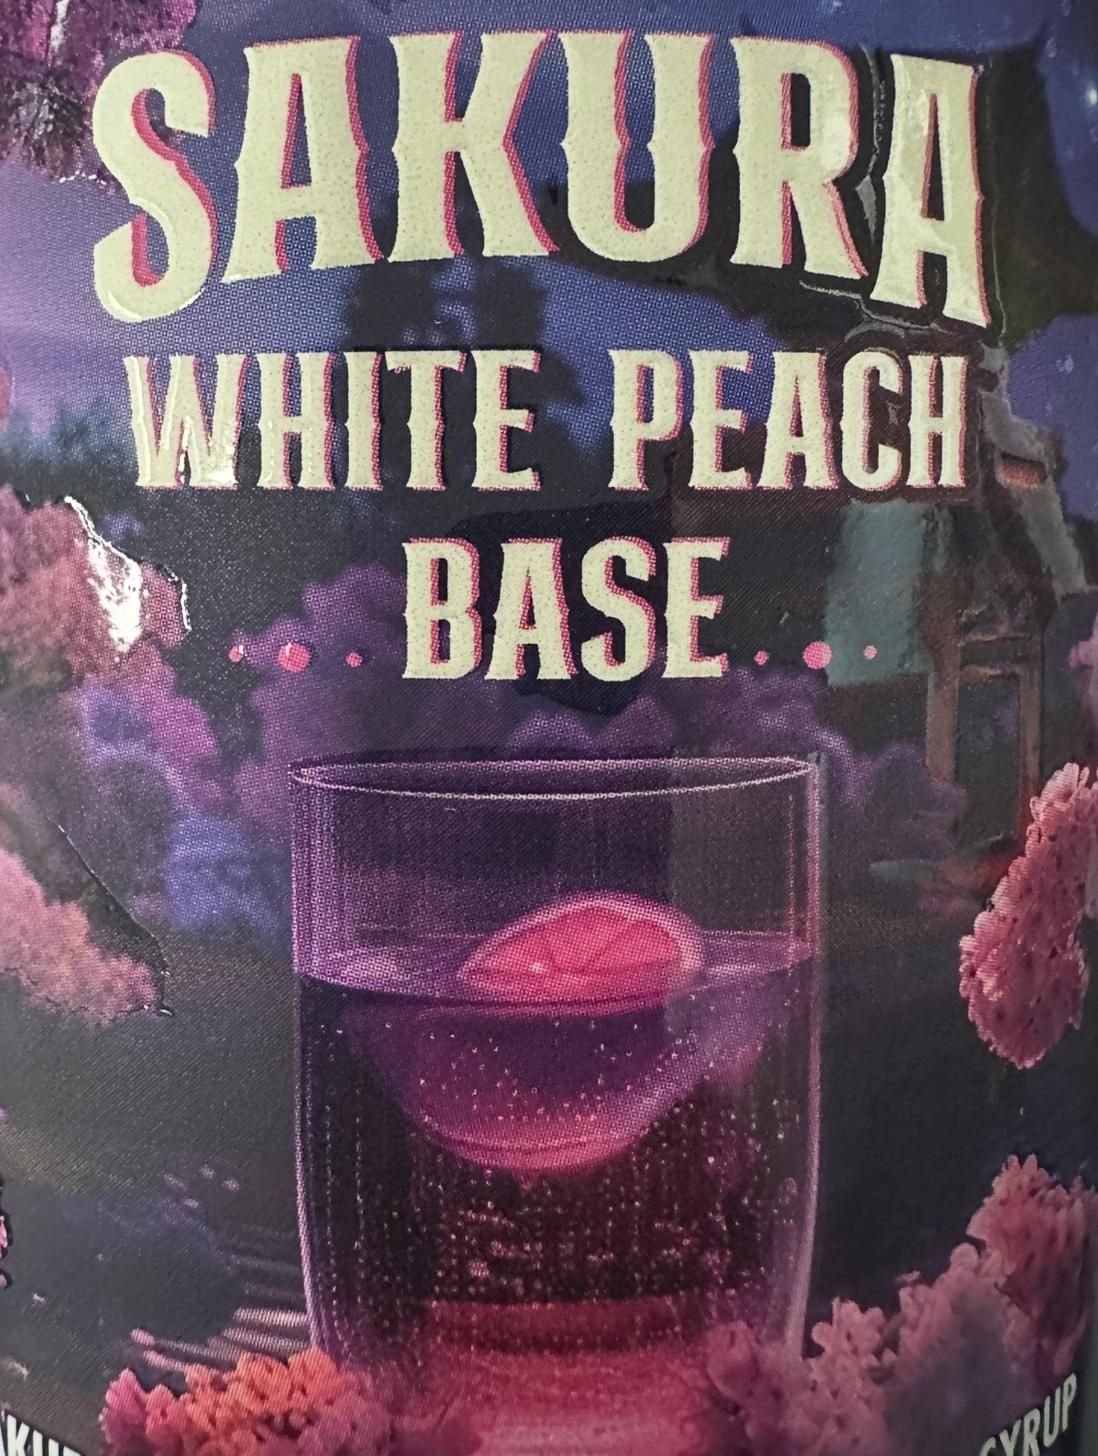 SAKURA
WHITE PEACH
BASE
SYRUP